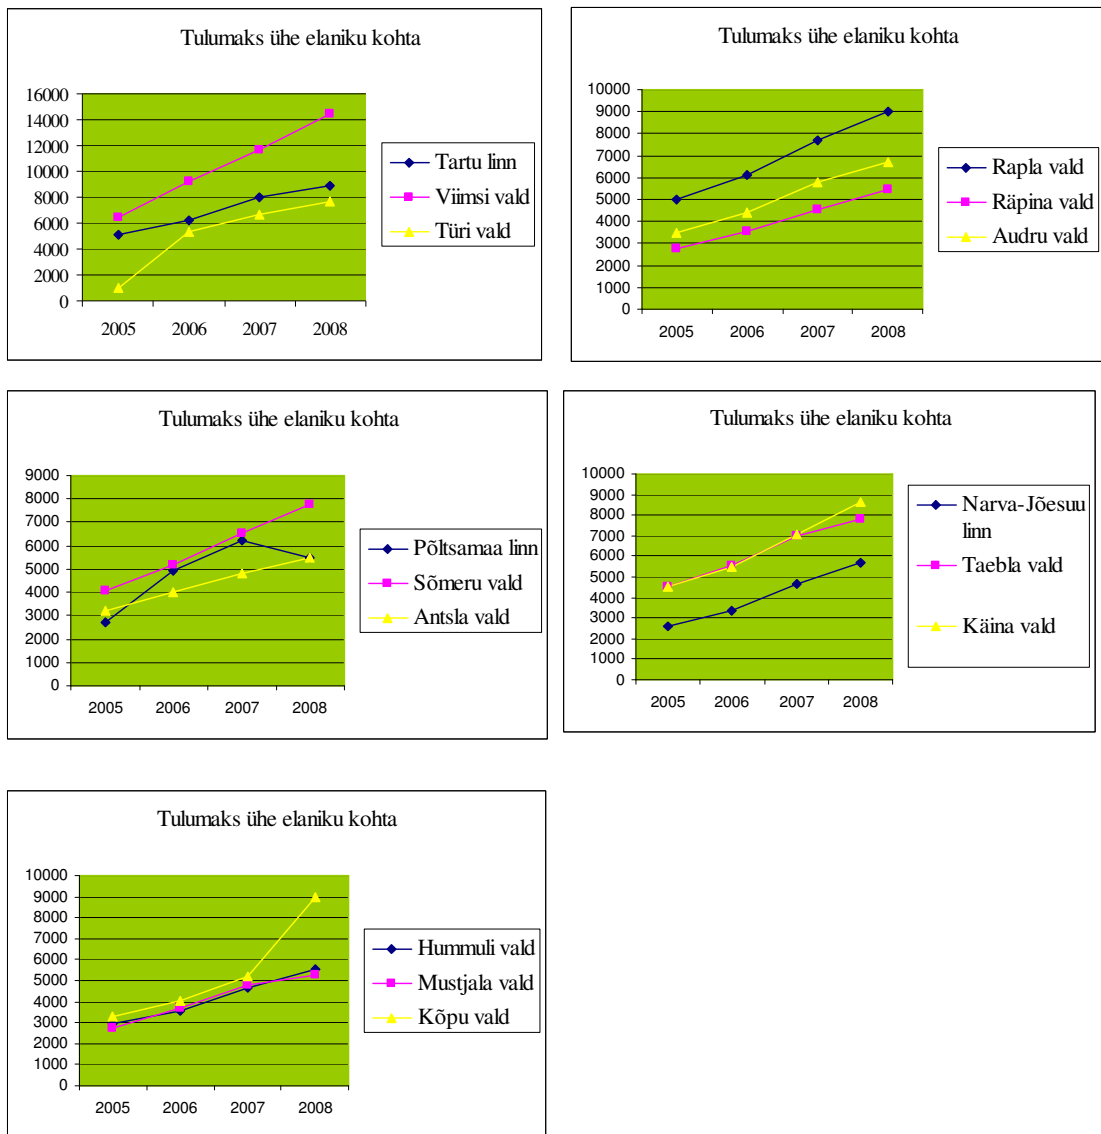 Tulumaks ühe elaniku kohta
16000
14000
12000
10000
8000
6000
4000
2000
0
2005 2006 2007 2008
Tartu linn
Viimsi vald
Türi vald
Tulumaks ühe elaniku kohta
10000
9000
8000
7000
6000
5000
4000
3000
2000
1000
0
2005 2006 2007 2008
Rapla vald
Räpina vald
Audru vald
Tulumaks ühe elaniku kohta
9000
8000
7000
6000
5000
4000
3000
2000
1000
0
2005 2006 2007 2008
Põltsamaa linn
Sõmeru vald
Antsla vald
Tulumaks ühe elaniku kohta
10000
9000
8000
7000
6000
5000
4000
3000
2000
1000
0
2005 2006 2007 2008
Narva-Jõesuu
linn
Taebla vald
Käina vald
Tulumaks ühe elaniku kohta
10000
9000
8000
7000
6000
5000
4000
3000
2000
1000
0
2005 2006 2007 2008
Hummuli vald
Mustjala vald
Kõpu vald